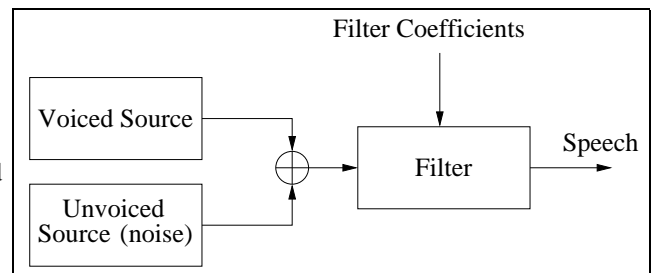 Filter Coefficients
Voiced Source
Speech
Filter
Unvoiced
Source (noise)